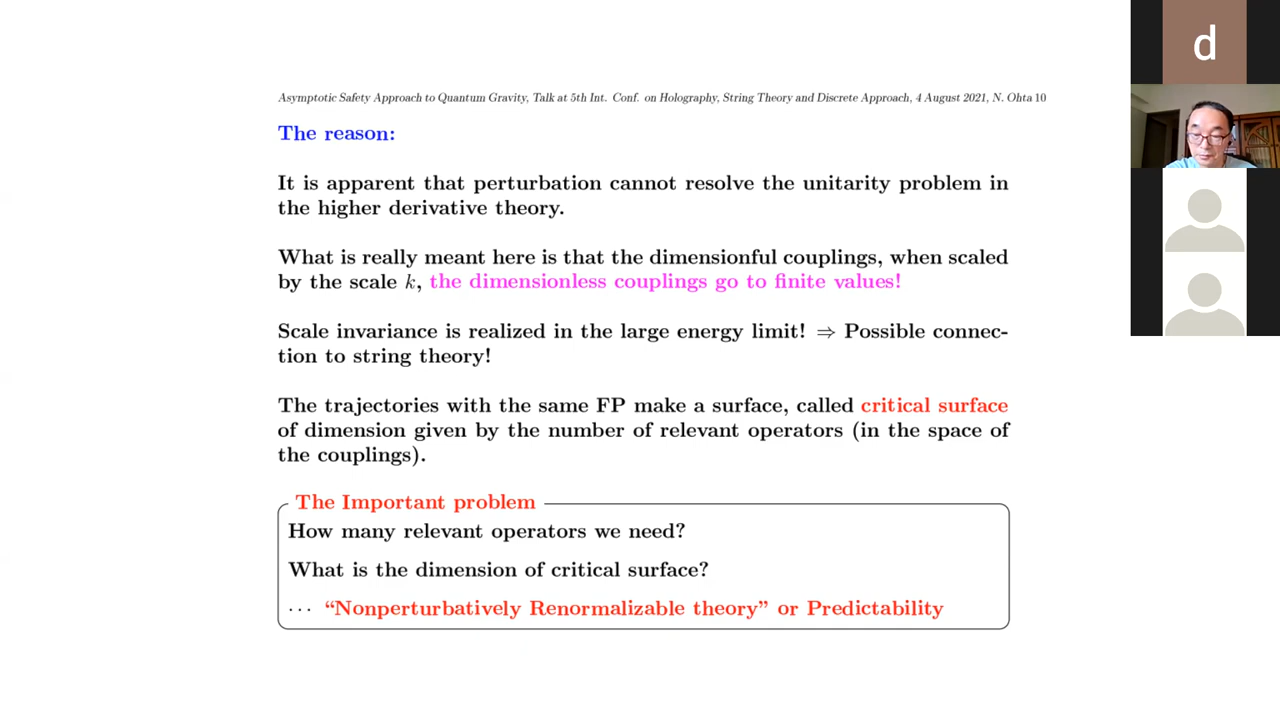 Asymptotic Safety Approach to Quantum Gravity, Talk at 5th Int. Conf. on Holography, String Theory and Discrete Approach, 4 August 2021, N. Ohta 10
d
The reason:
It is apparent that perturbation cannot resolve the unitarity problem in
the higher derivative theory.
What is really meant here is that the dimensionful couplings, when scaled
by the scale k, the dimensionless couplings go to finite values!
Scale invariance is realized in the large energy limit! ⇒ Possible connec-
tion to string theory!
The trajectories with the same FP make a surface, called critical surface
of dimension given by the number of relevant operators (in the space of
the couplings).
The Important problem
How many relevant operators we need?
What is the dimension of critical surface?
··· “Nonperturbatively Renormalizable theory” or Predictability